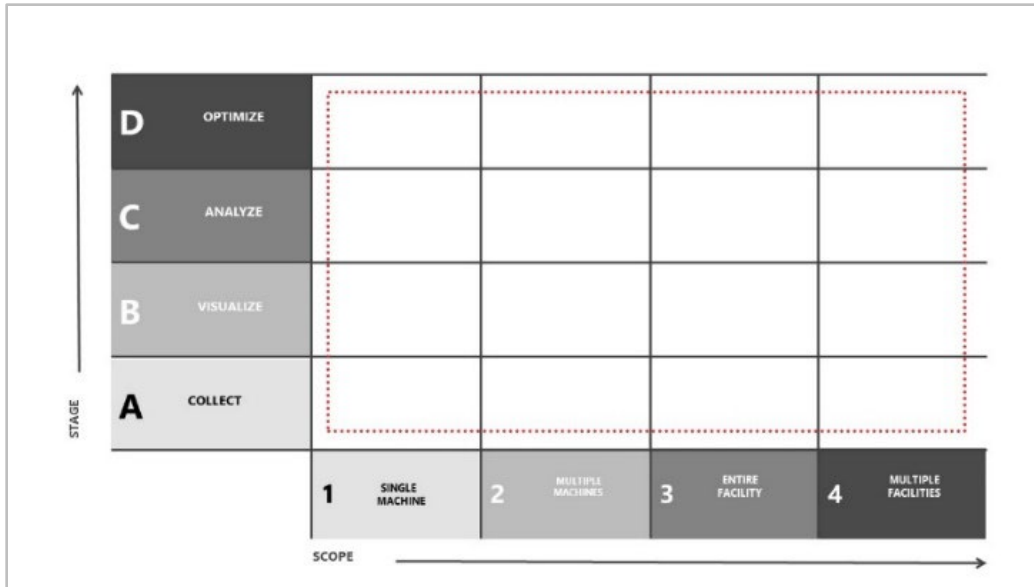 D OPTIMIZE
C ANALYZE
B VISUALIZE
A COLLECT
STAGE
1 SINGLE
MACHINE
2 MULTIPLE
MACHINES
3 ENTIRE
FACILITY
4 MULTIPLE
FACILITIES
SCOPE